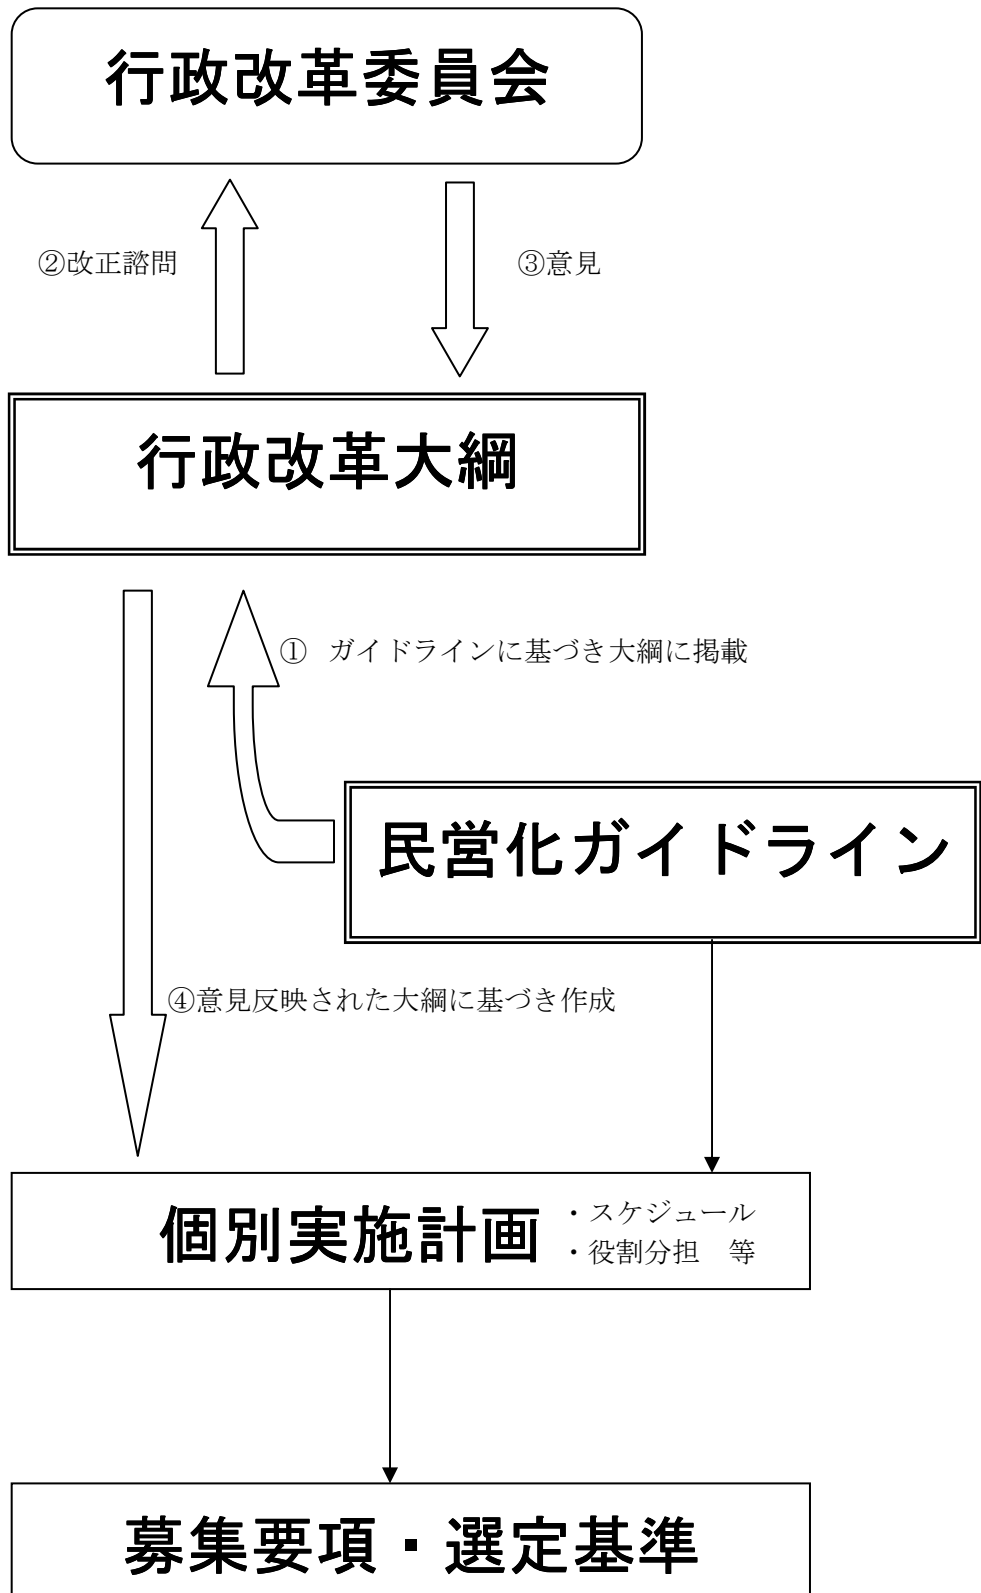 行政改革委員会
②改正諮問
③意見
行政改革大綱
① ガイドラインに基づき大綱に掲載
民営化ガイドライン
④意見反映された大綱に基づき作成
個別実施計画
・スケジュール
・役割分担 等
募集要項・選定基準